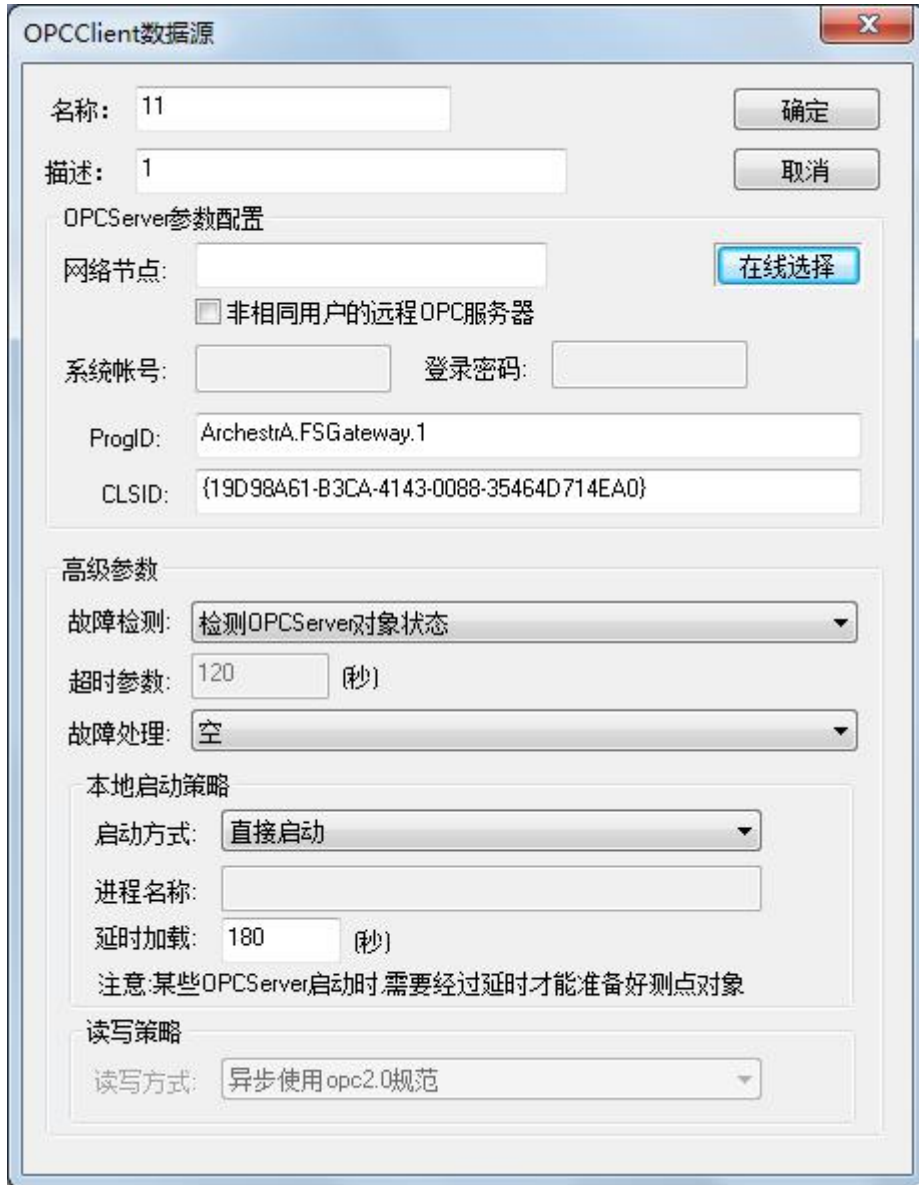 OPCClient数据源
名称： 11
确定
描述： 1
取消
OPCServer参数配置
网络节点:
在线选择
非相同用户的远程OPC服务器
系统帐号: 登录密码:
ProgID: ArchestrA.FSGateway.1
CLSID: {19D98A61-B3CA-4143-0088-35464D714EA0}
高级参数
故障检测: 检测OPCServer对象状态
超时参数: 120 (秒)
故障处理: 空
本地启动策略
启动方式: 直接启动
进程名称:
延时加载: 180 (秒)
注意:某些OPCServer启动时,需要经过延时才能准备好测点对象
读写策略
读写方式: 异步使用opc2.0规范